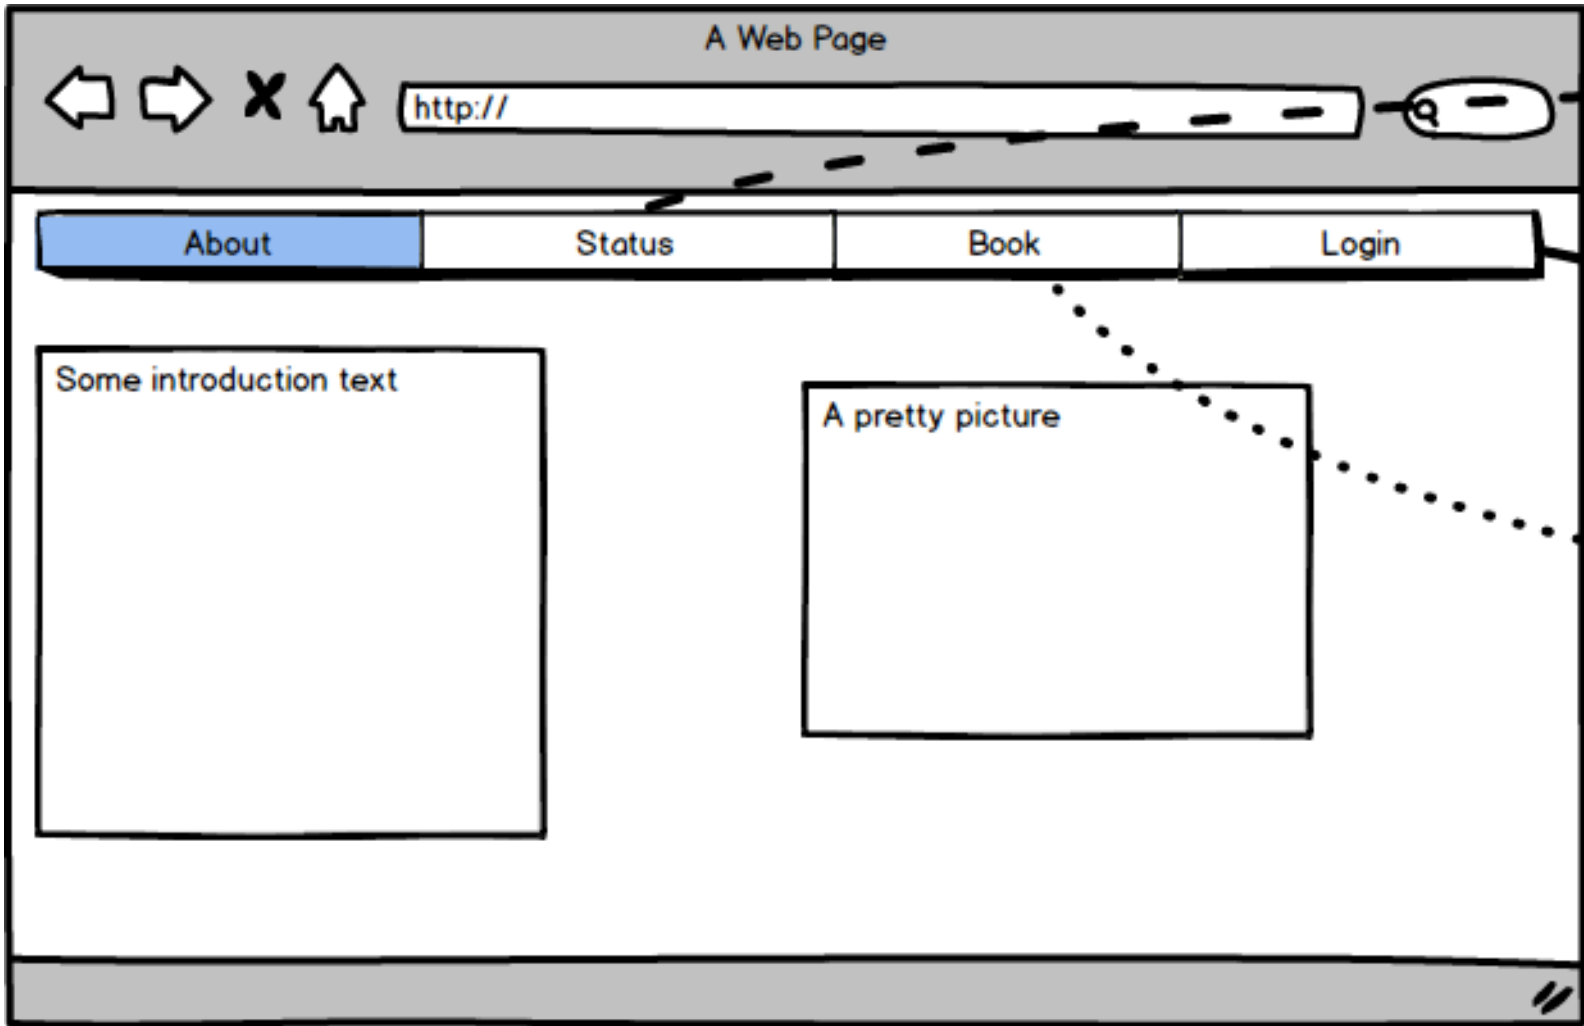 A Web Page
http://
About
Status
Book
Login
Some introduction text
A pretty picture